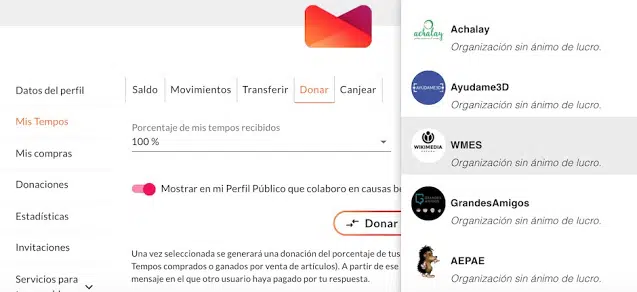 Datos del perfil
Mis Tempos
Mis compras
Donaciones
Estadísticas
Invitaciones
Servicios para
Saldo
Movimientos
Transferir
Donar
Canjear
Porcentaje de mis tempos recibidos
100 %
Mostrar en mi Perfil Público que colaboro en causas
Donar
Una vez seleccionada se generará una donación del porcentaje de tus
Tempos comprados o ganados por venta de artículos). A partir de ese
mensaje en el que otro usuario haya pagado por tu respuesta.
achalay
Achalay
Organización sin ánimo de lucro.
AYUDAME3D
Ayudame3D
Organización sin ánimo de lucro.
WIKIMEDIA
WMES
Organización sin ánimo de lucro.
GrandesAmigos
Organización sin ánimo de lucro.
AEPAE
Organización sin ánimo de lucro.